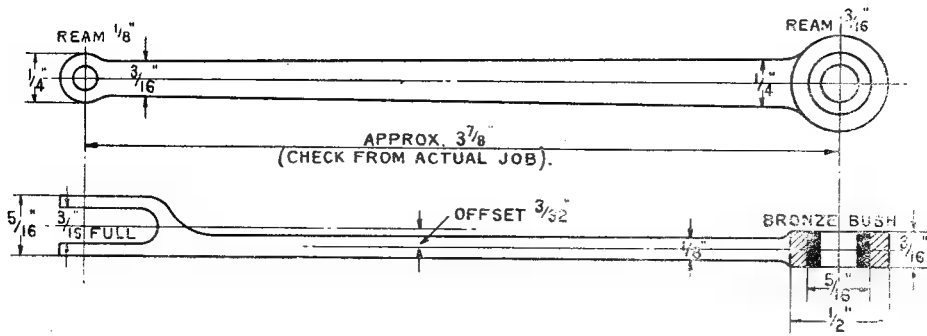 REAM 1/8"
REAM 3/16"
1/4"
3/16"
1/4"
APPROX. 3 7/8"
(CHECK FROM ACTUAL JOB).
5/16"
3/16 FULL
OFFSET 3/32"
1/8"
BRONZE BUSH
3/16"
5/16"
1/2"